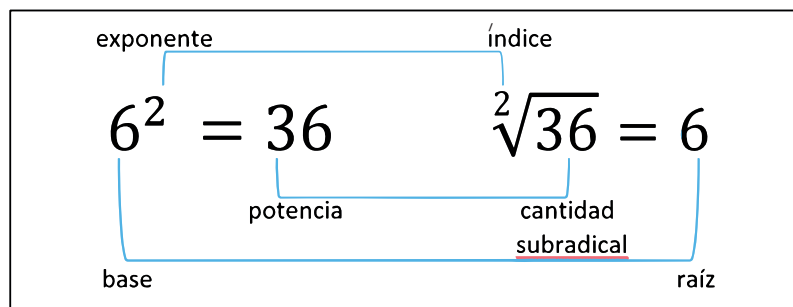 exponente índice
6² = 36 ²√36 = 6
potencia cantidad
subradical
base raíz